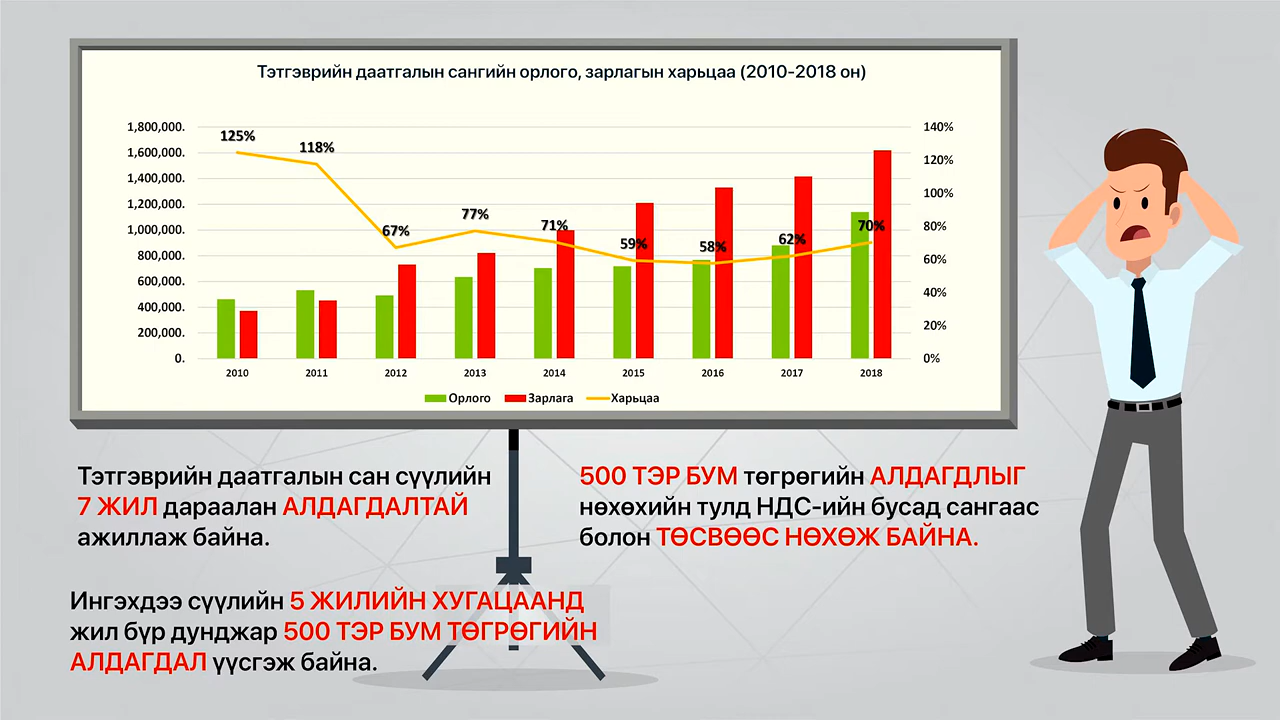 Тэтгэврийн даатгалын сангийн орлого, зарлагын харьцаа (2010-2018 он)
1,800,000.
1,600,000.
1,400,000.
1,200,000.
1,000,000.
800,000.
600,000.
400,000.
200,000.
0.
125%
118%
67%
77%
71%
59%
58%
62%
70%
140%
120%
100%
80%
60%
40%
20%
0%
2010 2011 2012 2013 2014 2015 2016 2017 2018
Орлого Зарлага Харьцаа
Тэтгэврийн даатгалын сан сүүлийн
7 ЖИЛ дараалан АЛДАГДАЛТАЙ
ажиллаж байна.
500 ТЭР БУМ төгрөгийн АЛДАГДЛЫГ
нөхөхийн тулд НДС-ийн бусад сангаас
болон ТӨСВӨӨС НӨХӨЖ БАЙНА.
Ингэхдээ сүүлийн 5 ЖИЛИЙН ХУГАЦААНД
жил бүр дунджар 500 ТЭР БУМ ТӨГРӨГИЙН
АЛДАГДАЛ үүсгэж байна.